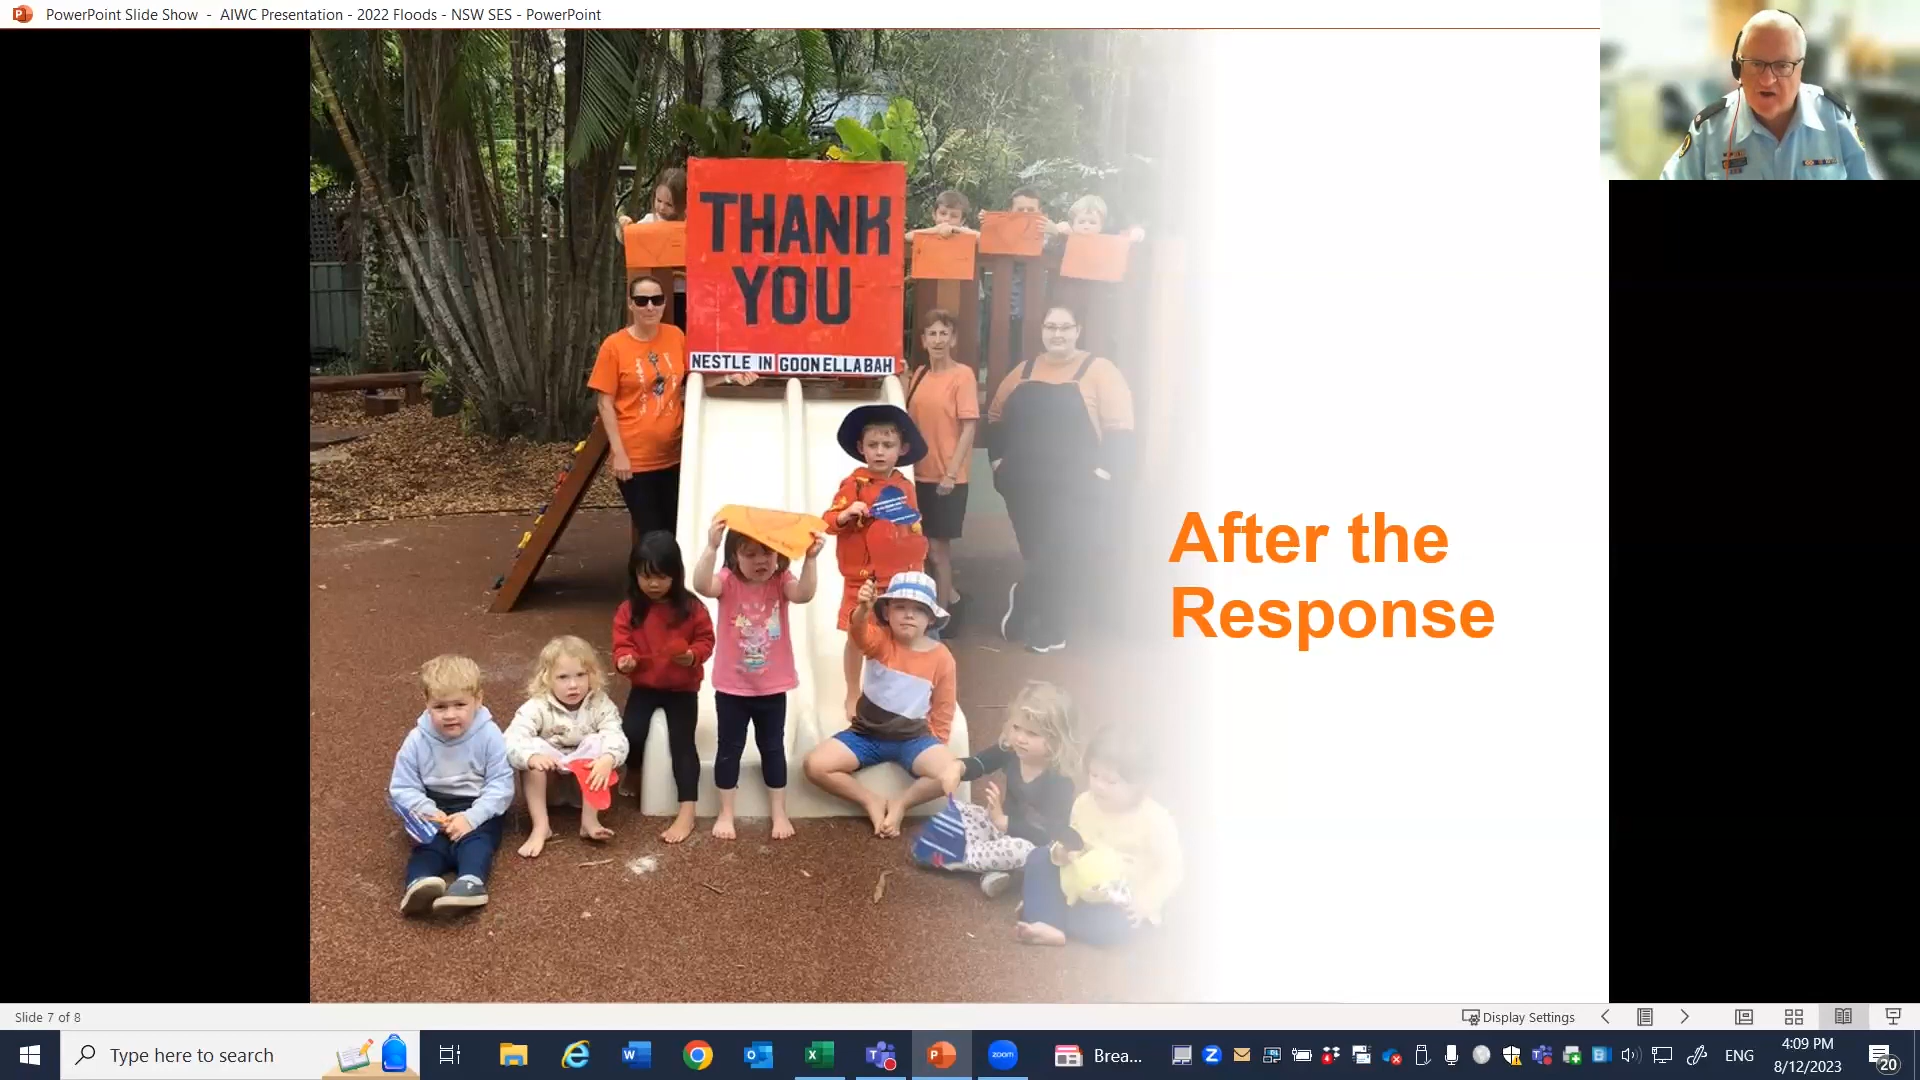 PowerPoint Slide Show - AIWC Presentation - 2022 Floods - NSW SES - PowerPoint
THANK
YOU
NESTLE IN GOONELLABAH
After the
Response
Slide 7 of 8
Display Settings
Type here to search
zoom
Brea...
ENG
4:09 PM
8/12/2023
20